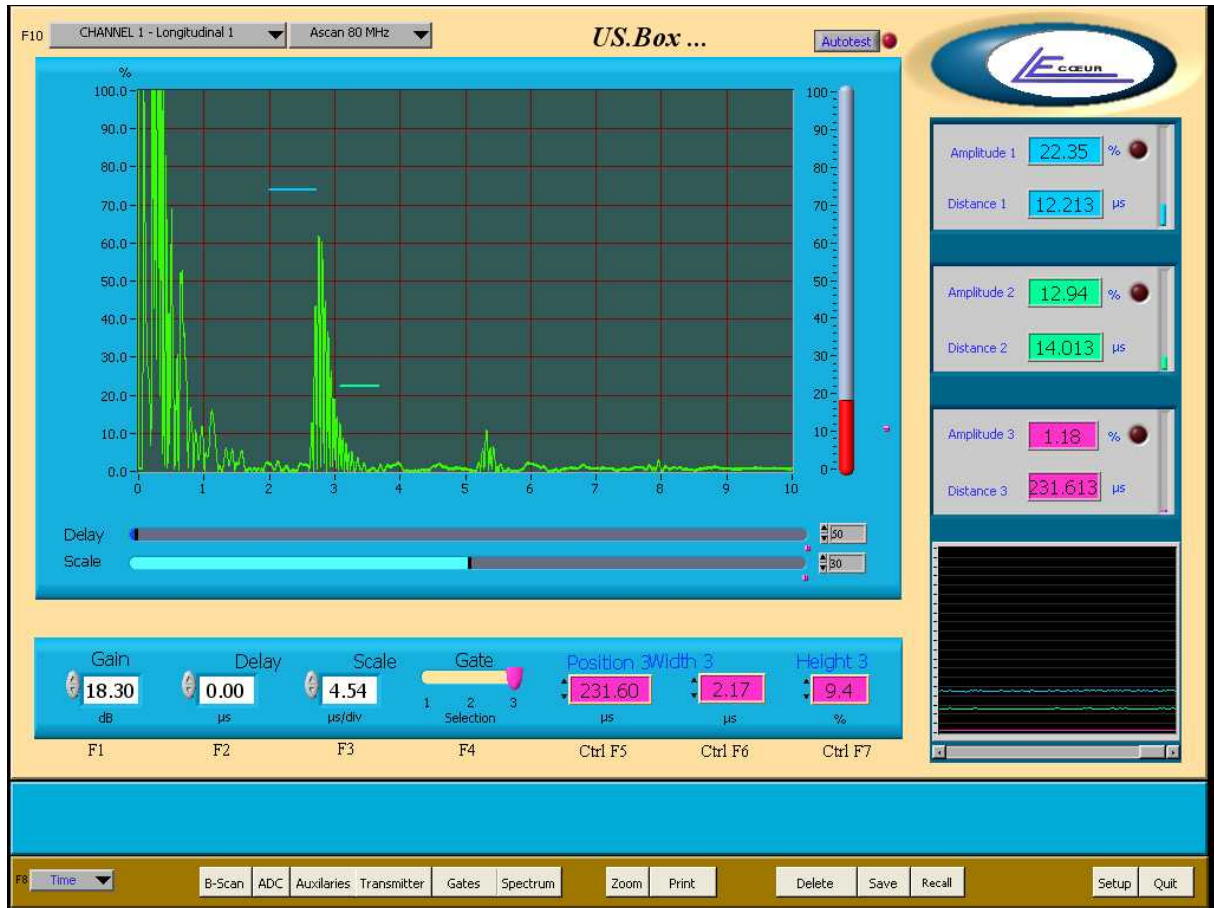 F10 CHANNEL 1 - Longitudinal 1 Ascan 80 MHz US.Box ... Autotest
LECŒUR
%
100.0
90.0
80.0
70.0
60.0
50.0
40.0
30.0
20.0
10.0
0.0
0 1 2 3 4 5 6 7 8 9 10
100
90
80
70
60
50
40
30
20
10
0
Amplitude 1 22.35 %
Distance 1 12.213 µs
Amplitude 2 12.94 %
Distance 2 14.013 µs
Amplitude 3 1.18 %
Distance 3 231.613 µs
Delay 50
Scale 30
Gain Delay Scale Gate Position 3 Width 3 Height 3
18.30 0.00 4.54 1 2 3 231.60 2.17 9.4
dB µs µs/div Selection µs µs %
F1 F2 F3 F4 Ctrl F5 Ctrl F6 Ctrl F7
F8 Time B-Scan ADC Auxilaries Transmitter Gates Spectrum Zoom Print Delete Save Recall Setup Quit